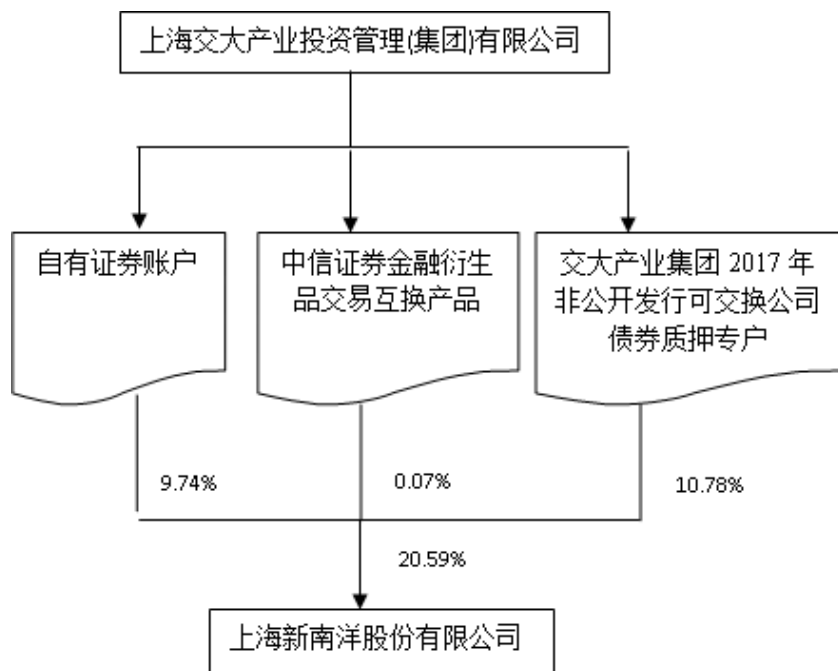 上海交大产业投资管理(集团)有限公司
自有证券账户
中信证券金融衍生
品交易互换产品
交大产业集团 2017 年
非公开发行可交换公司
债券质押专户
9.74%
0.07%
10.78%
20.59%
上海新南洋股份有限公司